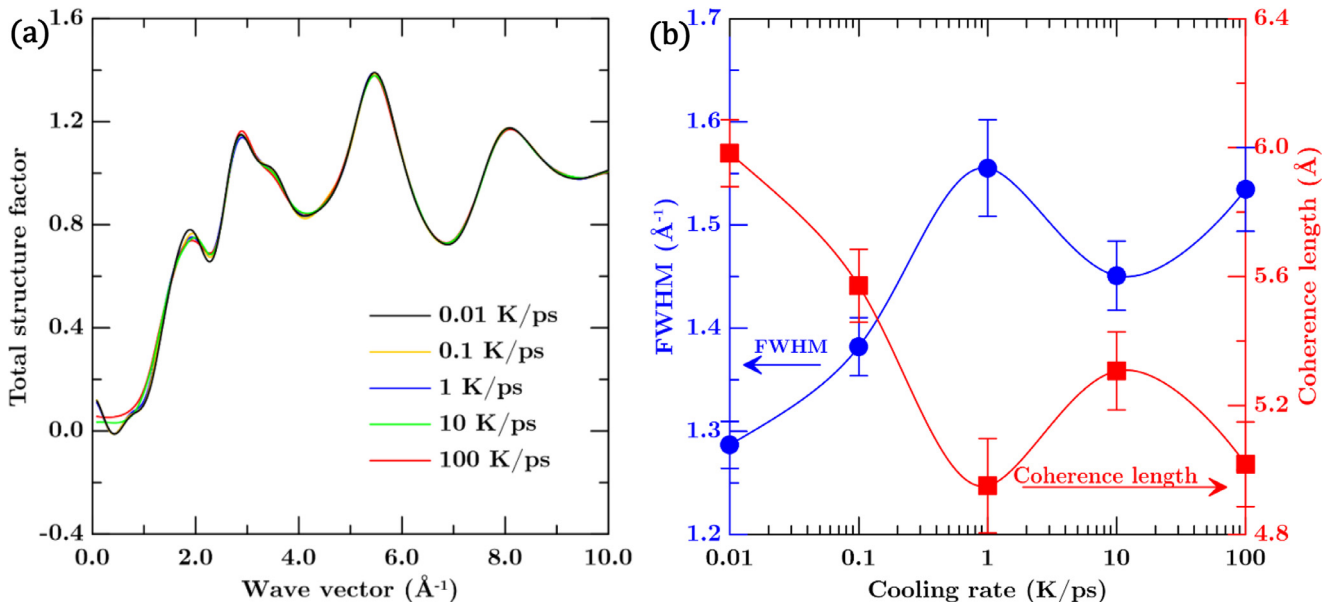 (a)
Total structure factor
1.6
1.2
0.8
0.4
0.0
-0.4
0.0 2.0 4.0 6.0 8.0 10.0
Wave vector (Å⁻¹)
0.01 K/ps
0.1 K/ps
1 K/ps
10 K/ps
100 K/ps
(b)
FWHM (Å⁻¹)
1.7
1.6
1.5
1.4
1.3
1.2
FWHM
Coherence length
0.01 0.1 1 10 100
Cooling rate (K/ps)
6.4
6.0
5.6
5.2
4.8
Coherence length (Å)